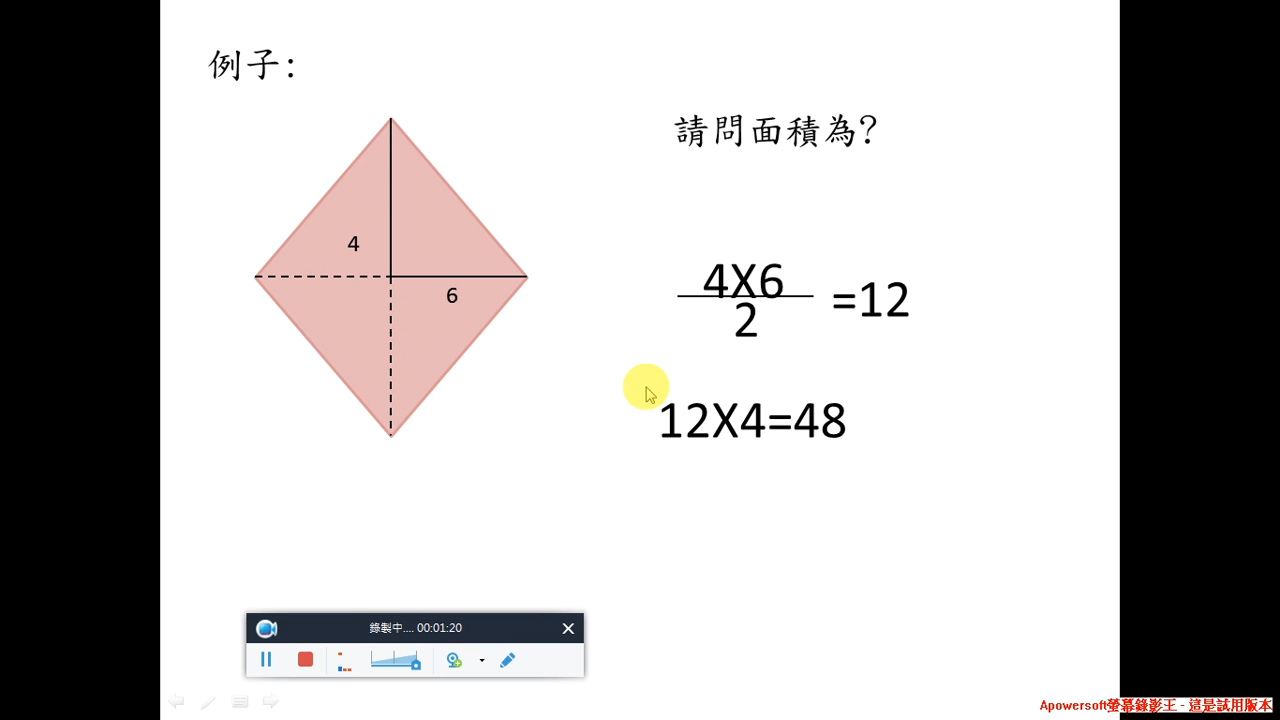 例子:
請問面積為?
4
6
4X6
2
=12
12X4=48
錄製中.... 00:01:20
Apowersoft螢幕錄影王 - 這是試用版本